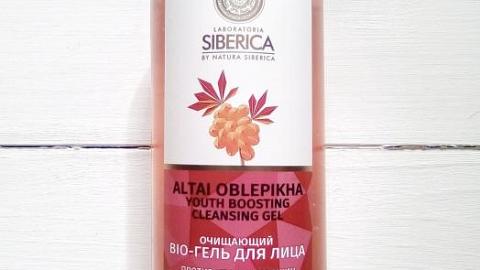 LABORATORIA
SIBERICA
BY NATURA SIBERICA
ALTAI OBLEPIKHA
YOUTH BOOSTING
CLEANSING GEL
ОЧИЩАЮЩИЙ
BIO-ГЕЛЬ ДЛЯ ЛИЦА